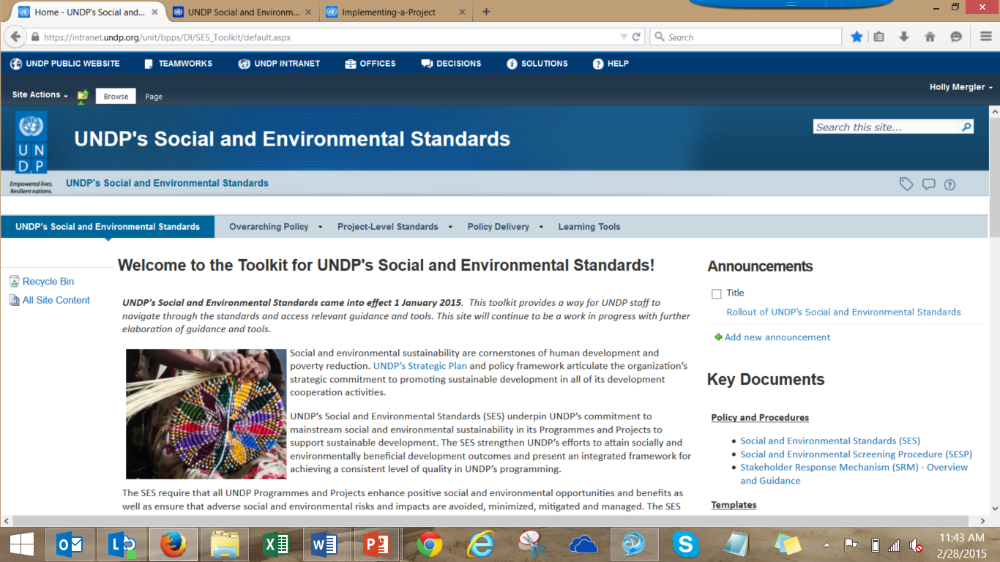 Home - UNDP's Social and...
UNDP Social and Environm...
Implementing-a-Project
https://intranet.undp.org/unit/bpps/DI/SES_Toolkit/default.aspx
Search
UNDP PUBLIC WEBSITE
TEAMWORKS
UNDP INTRANET
OFFICES
DECISIONS
SOLUTIONS
HELP
Site Actions
Browse
Page
Holly Mergler
U N
D P
Empowered lives.
Resilient nations.
UNDP's Social and Environmental Standards
Search this site...
UNDP's Social and Environmental Standards
UNDP's Social and Environmental Standards
Overarching Policy
Project-Level Standards
Policy Delivery
Learning Tools
Recycle Bin
All Site Content
Welcome to the Toolkit for UNDP's Social and Environmental Standards!
UNDP's Social and Environmental Standards came into effect 1 January 2015. This toolkit provides a way for UNDP staff to
navigate through the standards and access relevant guidance and tools. This site will continue to be a work in progress with further
elaboration of guidance and tools.
Social and environmental sustainability are cornerstones of human development and
poverty reduction. UNDP’s Strategic Plan and policy framework articulate the organization’s
strategic commitment to promoting sustainable development in all of its development
cooperation activities.
UNDP’s Social and Environmental Standards (SES) underpin UNDP’s commitment to
mainstream social and environmental sustainability in its Programmes and Projects to
support sustainable development. The SES strengthen UNDP’s efforts to attain socially and
environmentally beneficial development outcomes and present an integrated framework for
achieving a consistent level of quality in UNDP’s programming.
The SES require that all UNDP Programmes and Projects enhance positive social and environmental opportunities and benefits as
well as ensure that adverse social and environmental risks and impacts are avoided, minimized, mitigated and managed. The SES
Announcements
Title
Rollout of UNDP’s Social and Environmental Standards
Add new announcement
Key Documents
Policy and Procedures
• Social and Environmental Standards (SES)
• Social and Environmental Screening Procedure (SESP)
• Stakeholder Response Mechanism (SRM) - Overview
and Guidance
Templates
11:43 AM
2/28/2015